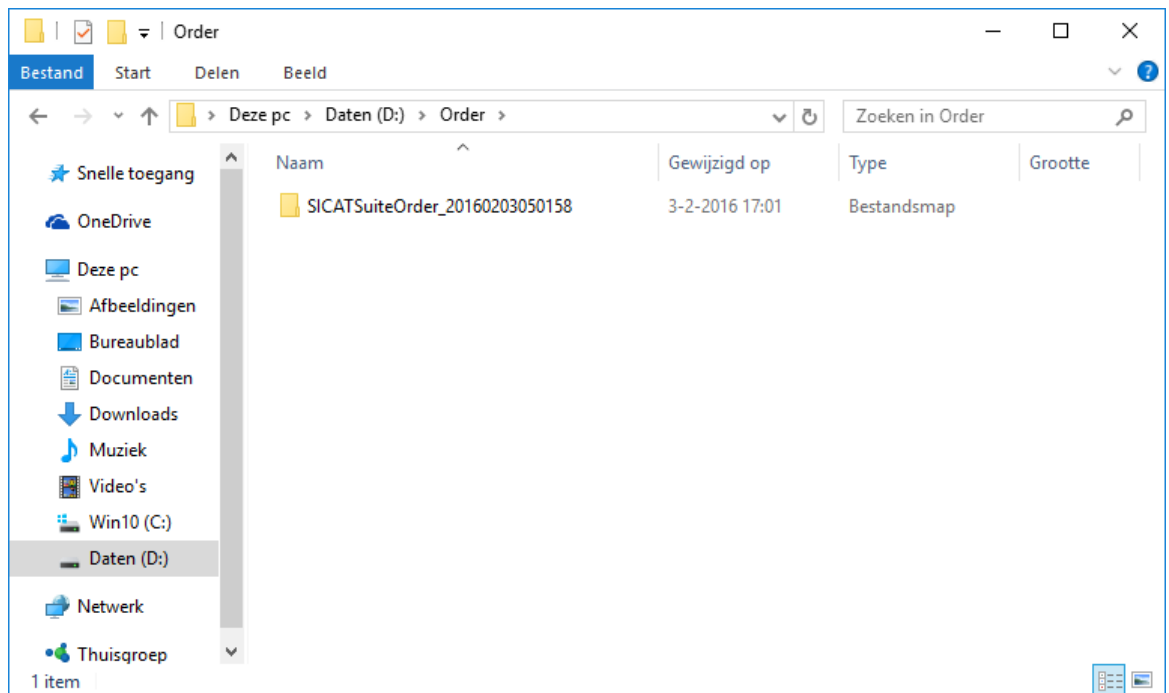 Order
Bestand Start Delen Beeld
Deze pc Daten (D:) Order Zoeken in Order
Naam Gewijzigd op Type Grootte
SICATSuiteOrder_20160203050158 3-2-2016 17:01 Bestandsmap
Snelle toegang
OneDrive
Deze pc
Afbeeldingen
Bureaublad
Documenten
Downloads
Muziek
Video's
Win10 (C:)
Daten (D:)
Netwerk
Thuisgroep
1 item